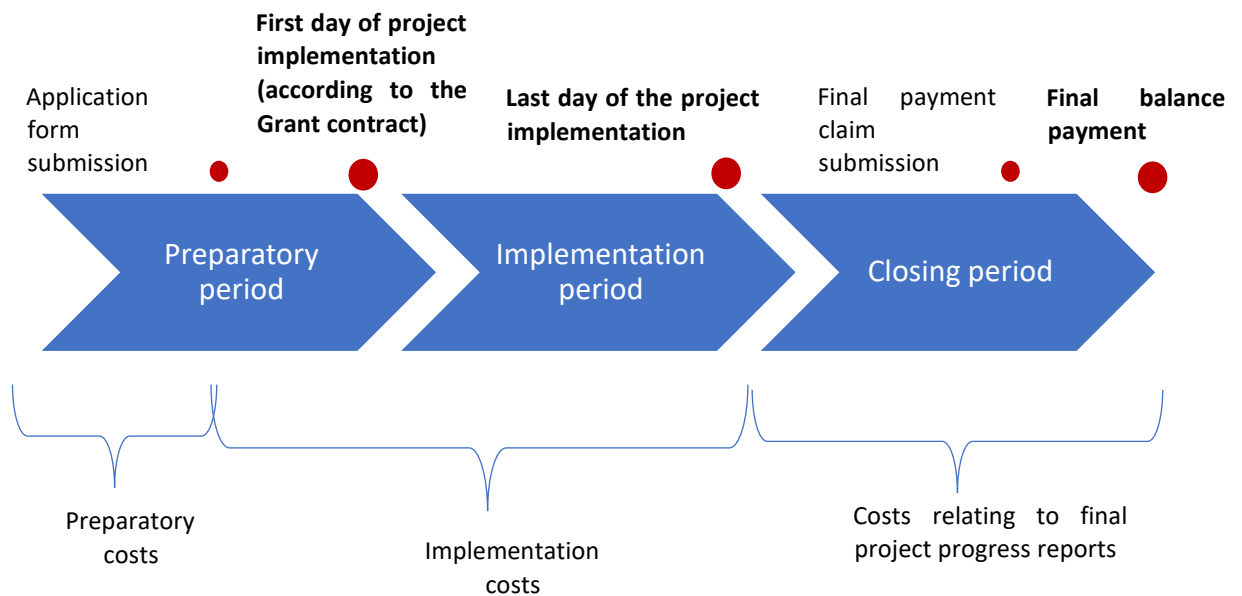 First day of project
implementation
(according to the
Grant contract)
Application
form
submission
Last day of the project
implementation
Final payment
claim
submission
Final balance
payment
Preparatory
period
Implementation
period
Closing period
Preparatory
costs
Implementation
costs
Costs relating to final
project progress reports